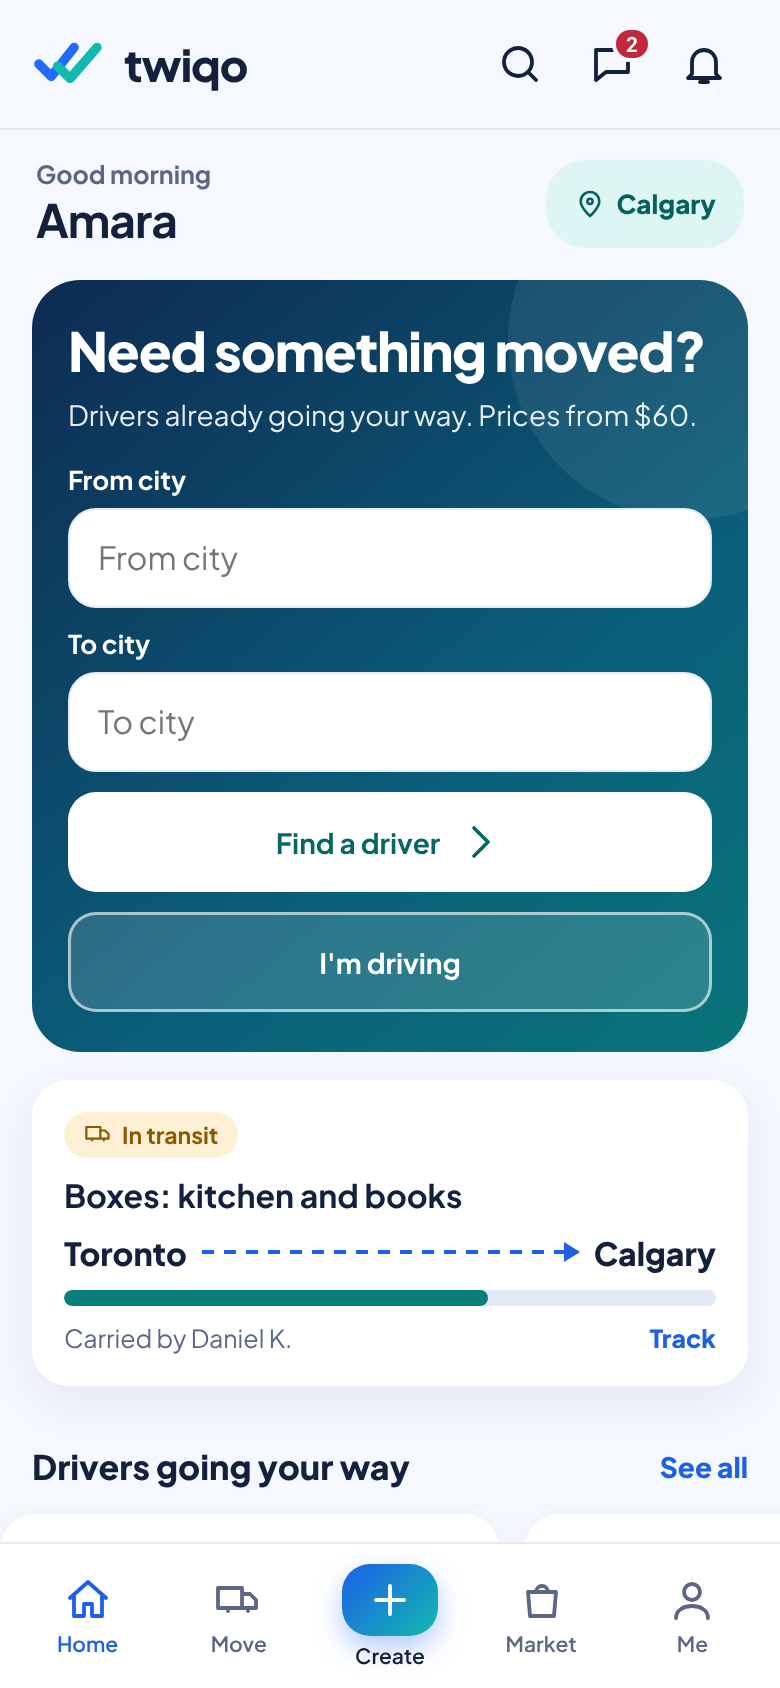 twiqo
2
Good morning
Amara
Calgary
Need something moved?
Drivers already going your way. Prices from $60.
From city
From city
To city
To city
Find a driver
I'm driving
In transit
Boxes: kitchen and books
Toronto Calgary
Carried by Daniel K. Track
Drivers going your way See all
Home Move Create Market Me